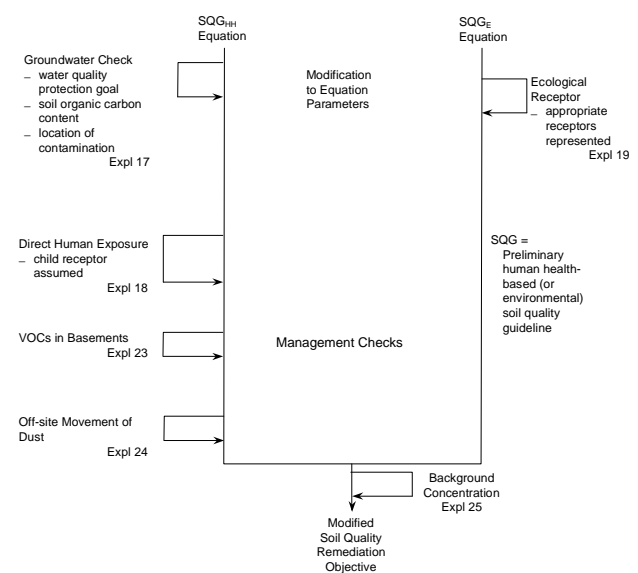 SQG_HH
Equation
SQG_E
Equation
Groundwater Check
– water quality
protection goal
– soil organic carbon
content
– location of
contamination
Expl 17
Modification
to Equation
Parameters
Ecological
Receptor
– appropriate
receptors
represented
Expl 19
Direct Human Exposure
– child receptor
assumed
Expl 18
SQG =
Preliminary
human health-
based (or
environmental)
soil quality
guideline
VOCs in Basements
Expl 23
Management Checks
Off-site Movement of
Dust
Expl 24
Background
Concentration
Expl 25
Modified
Soil Quality
Remediation
Objective